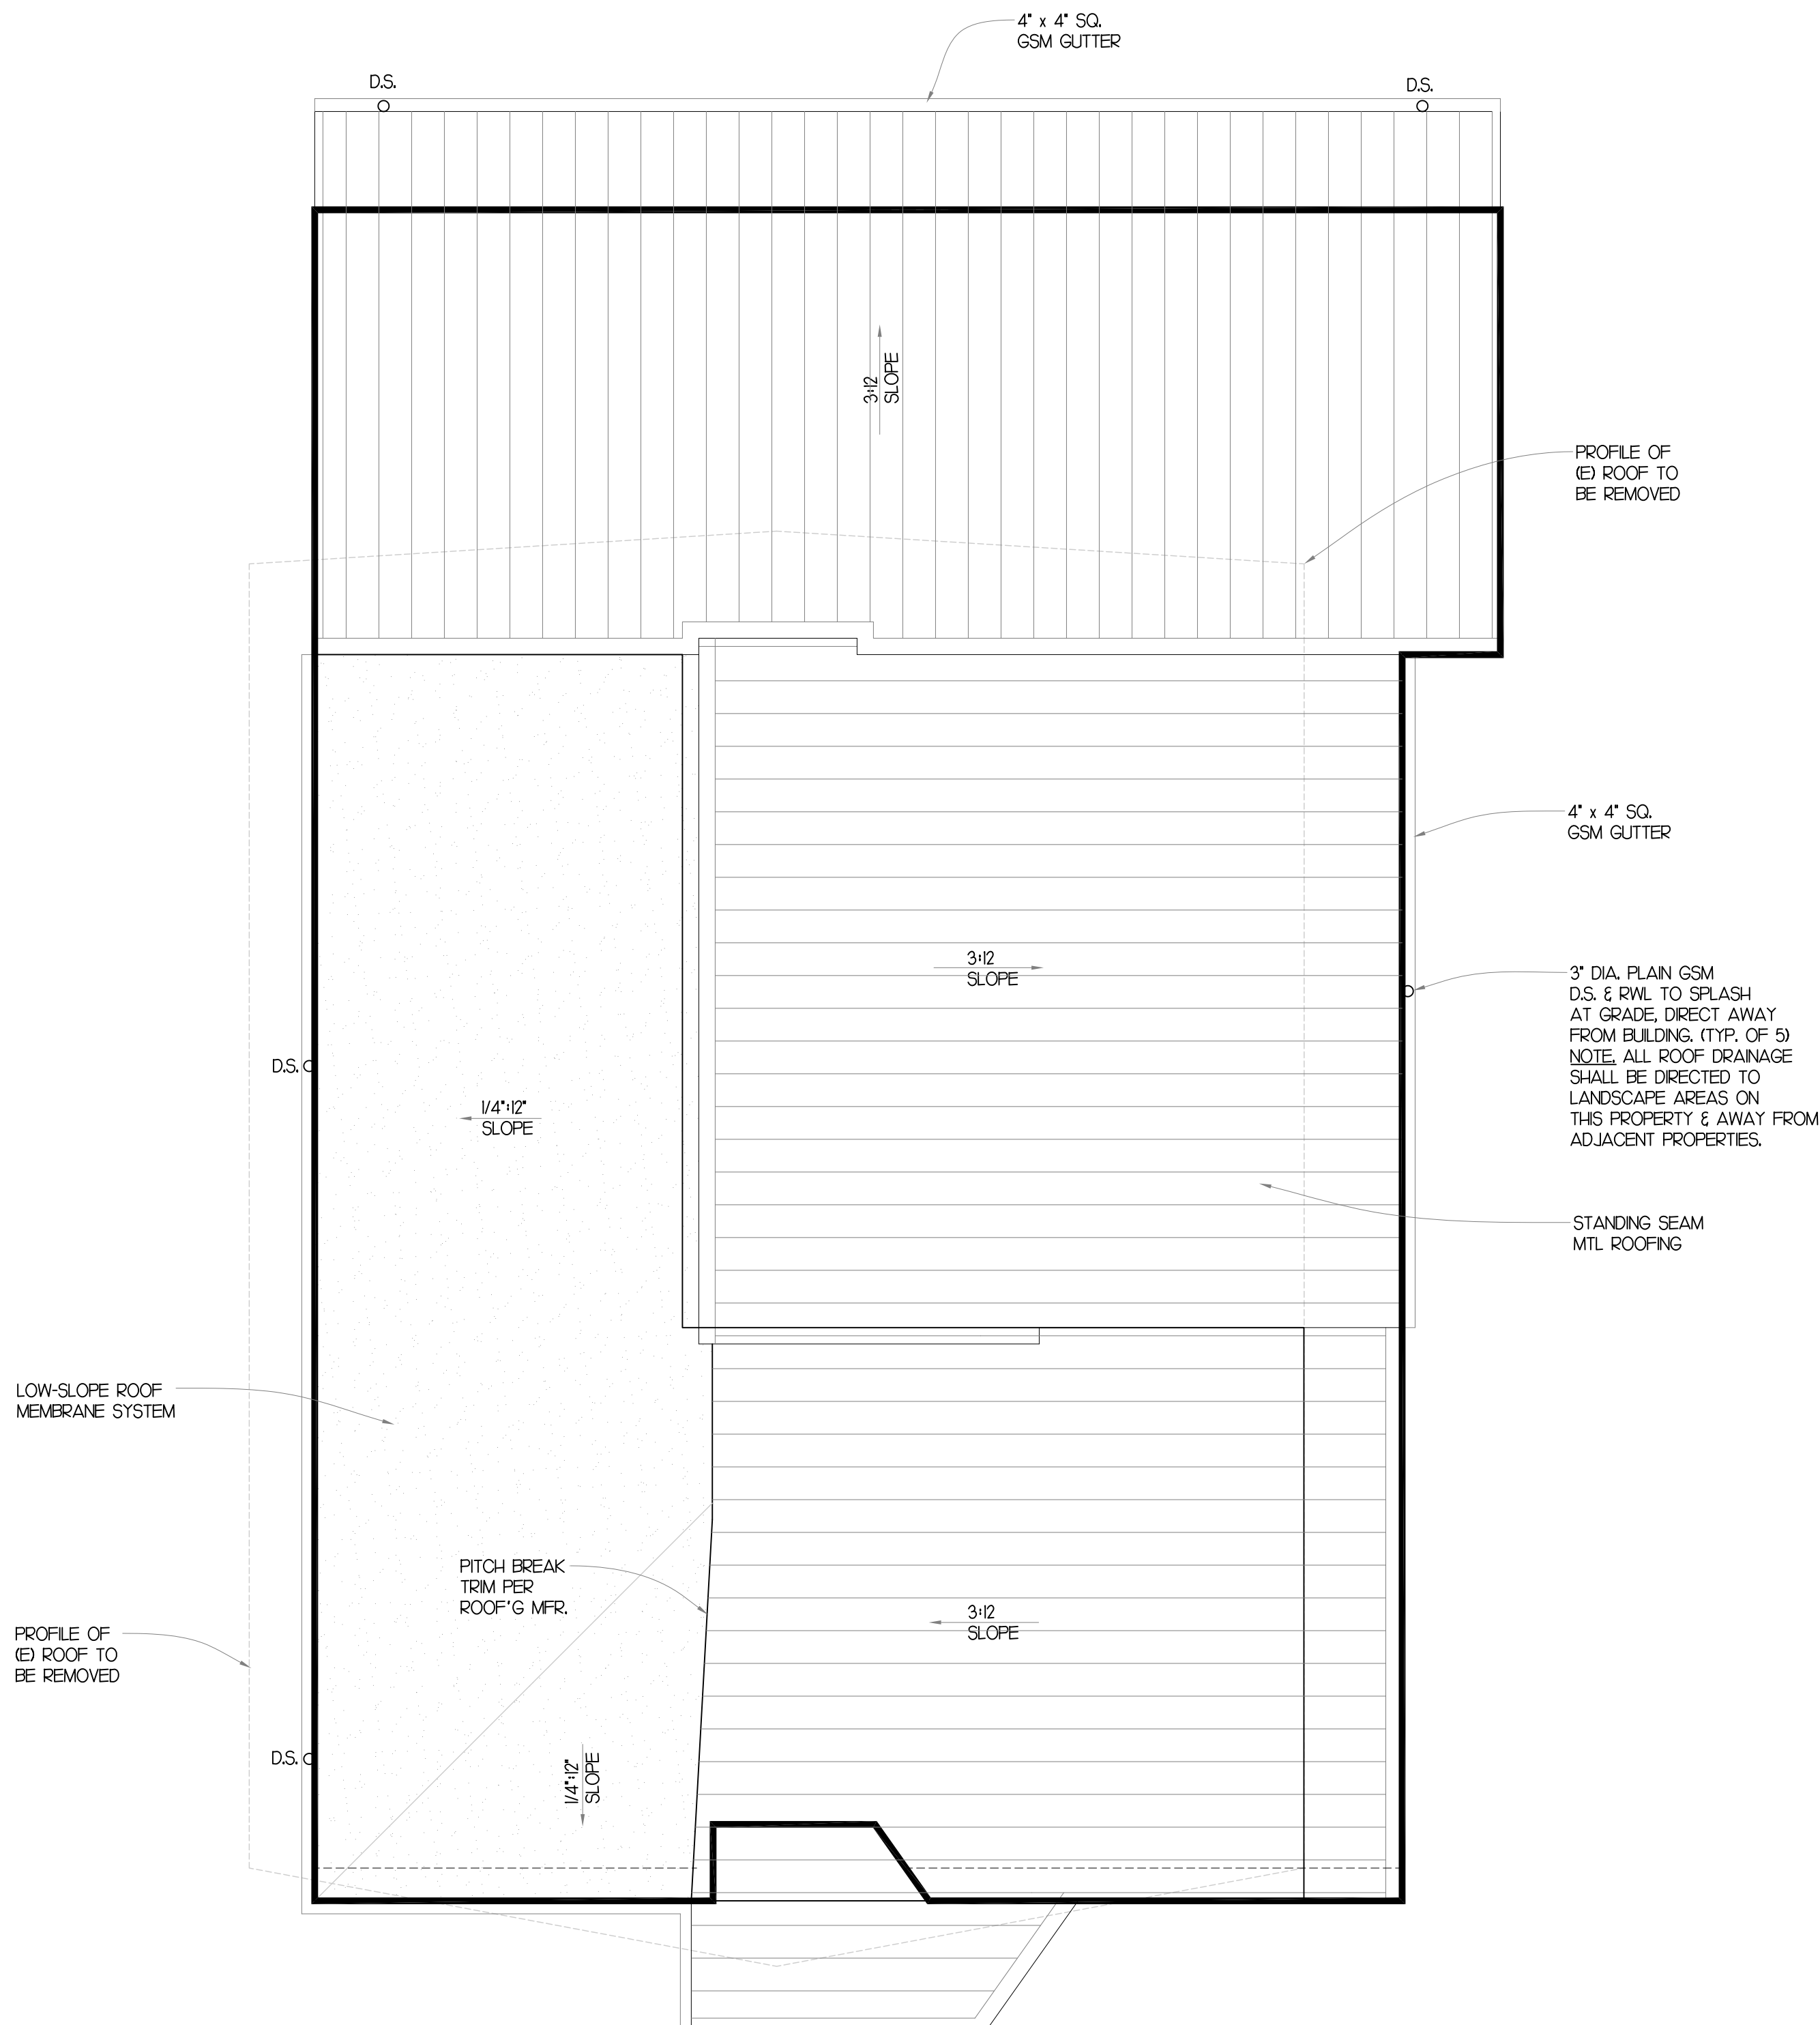 4" x 4" SQ.
GSM GUTTER
D.S.
D.S.
3:12
SLOPE
PROFILE OF
(E) ROOF TO
BE REMOVED
4" x 4" SQ.
GSM GUTTER
3:12
SLOPE
3" DIA. PLAIN GSM
D.S. & RWL TO SPLASH
AT GRADE, DIRECT AWAY
FROM BUILDING. (TYP. OF 5)
NOTE. ALL ROOF DRAINAGE
SHALL BE DIRECTED TO
LANDSCAPE AREAS ON
THIS PROPERTY & AWAY FROM
ADJACENT PROPERTIES.
D.S.
1/4":12"
SLOPE
STANDING SEAM
MTL ROOFING
LOW-SLOPE ROOF
MEMBRANE SYSTEM
PITCH BREAK
TRIM PER
ROOF'G MFR.
3:12
SLOPE
PROFILE OF
(E) ROOF TO
BE REMOVED
D.S.
1/4":12"
SLOPE